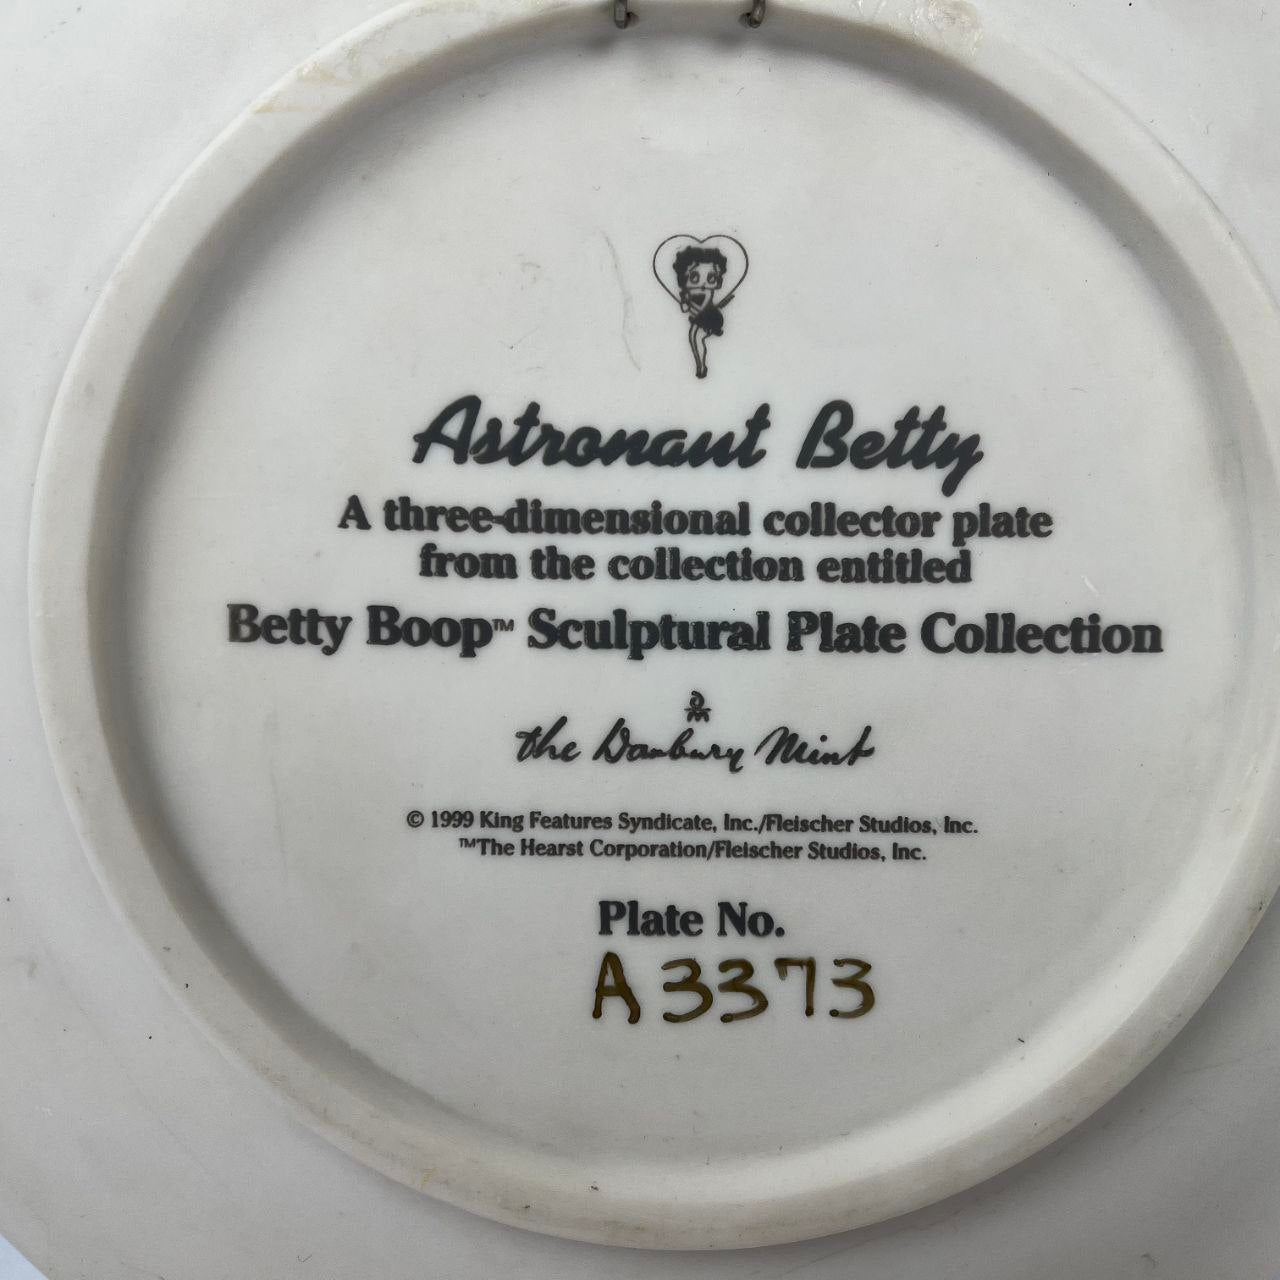 Astronaut Betty
A three-dimensional collector plate
from the collection entitled
Betty Boop™ Sculptural Plate Collection
the Danbury Mint
© 1999 King Features Syndicate, Inc./Fleischer Studios, Inc.
™The Hearst Corporation/Fleischer Studios, Inc.
Plate No.
A3373